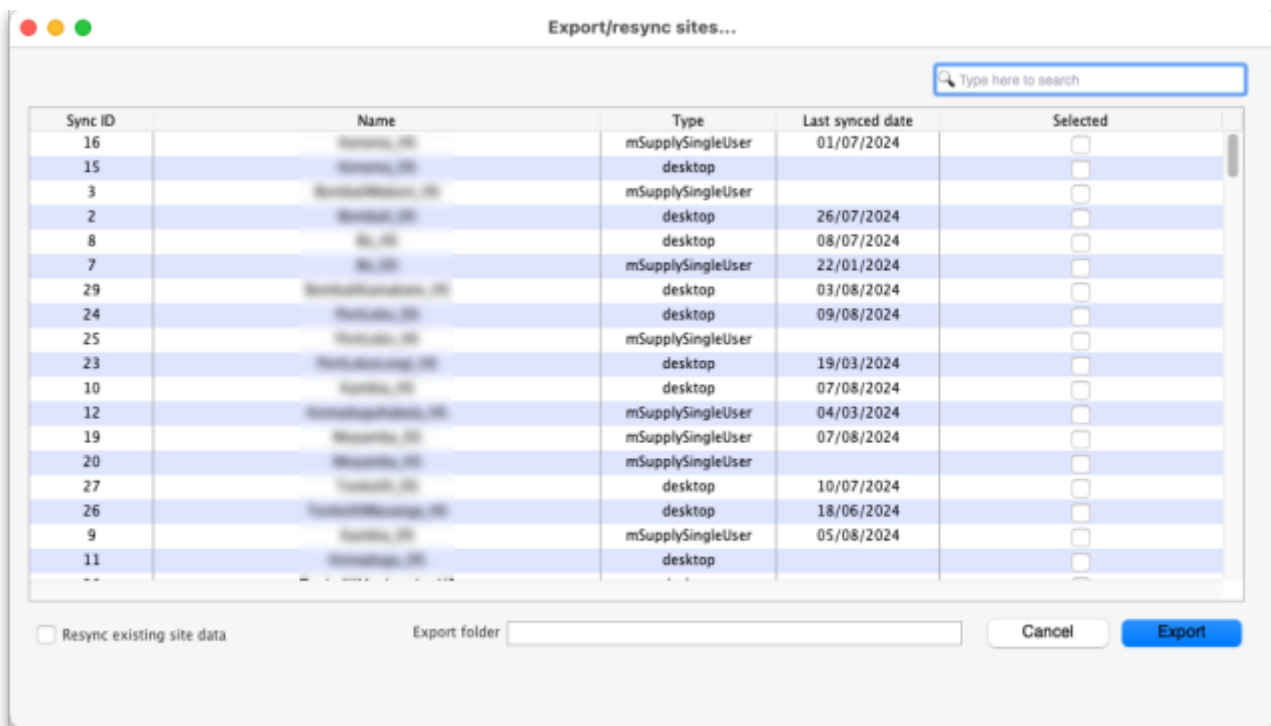 Export/resync sites...
Type here to search
Sync ID Name Type Last synced date Selected
16 mSupplySingleUser 01/07/2024
15 desktop
3 mSupplySingleUser
2 desktop 26/07/2024
8 desktop 08/07/2024
7 mSupplySingleUser 22/01/2024
29 desktop 03/08/2024
24 desktop 09/08/2024
25 mSupplySingleUser
23 desktop 19/03/2024
10 desktop 07/08/2024
12 mSupplySingleUser 04/03/2024
19 mSupplySingleUser 07/08/2024
20 mSupplySingleUser
27 desktop 10/07/2024
26 desktop 18/06/2024
9 mSupplySingleUser 05/08/2024
11 desktop
Resync existing site data Export folder Cancel Export